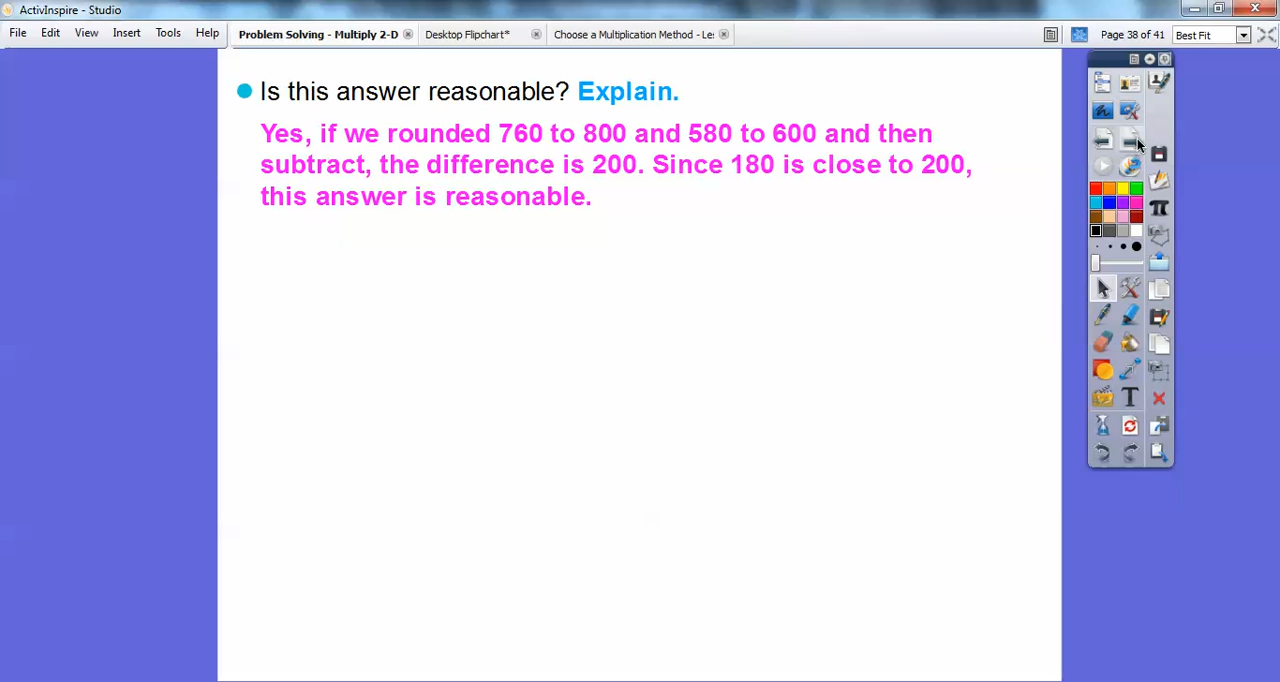 ActivInspire - Studio
File Edit View Insert Tools Help
Problem Solving - Multiply 2-D Desktop Flipchart* Choose a Multiplication Method - Les
Page 38 of 41 Best Fit
Is this answer reasonable? Explain.
Yes, if we rounded 760 to 800 and 580 to 600 and then
subtract, the difference is 200. Since 180 is close to 200,
this answer is reasonable.